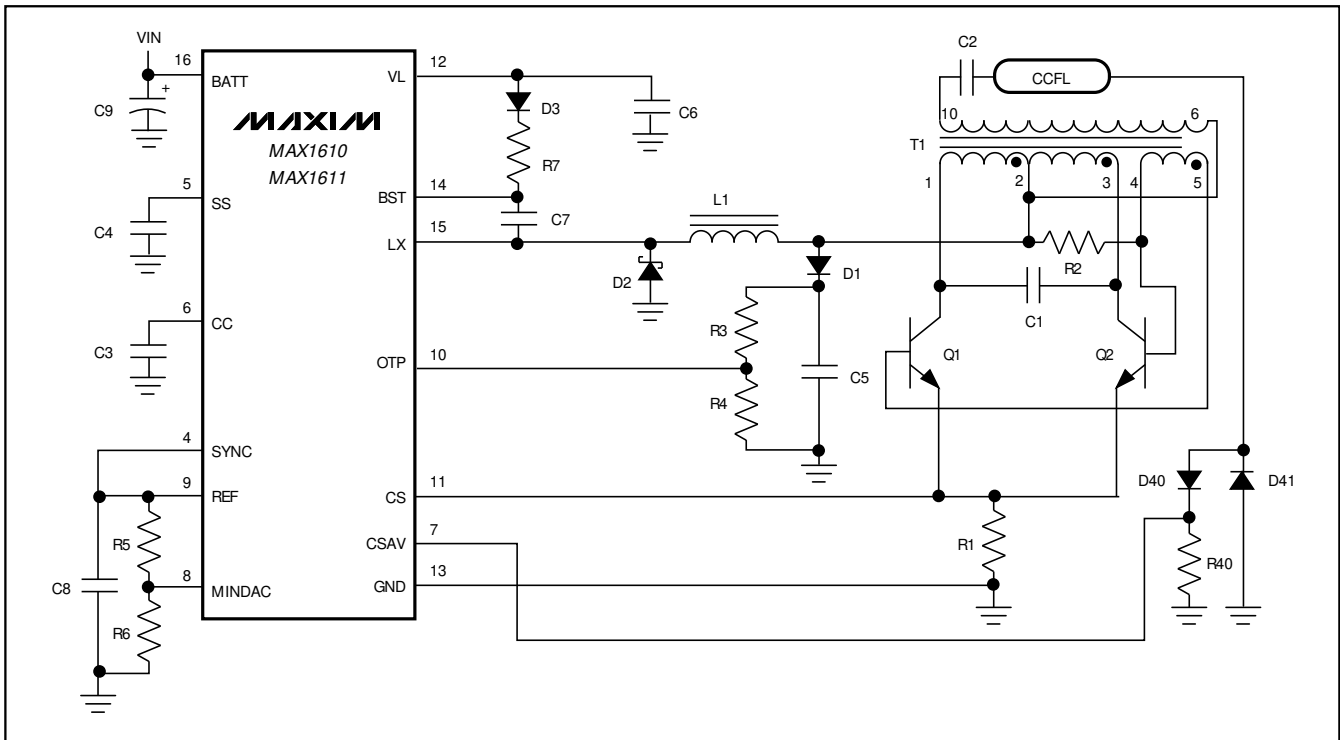 VIN
16
BATT
C9
+
MAXIM
MAX1610
MAX1611
VL
12
D3
C6
R7
5
SS
C4
BST
14
C7
LX
15
L1
D2
D1
6
CC
C3
R3
OTP
10
R4
C5
C2
CCFL
10
6
T1
1
2
3
4
5
R2
C1
Q1
Q2
4
SYNC
9
REF
R5
C8
8
MINDAC
R6
CS
11
CSAV
7
GND
13
R1
D40
D41
R40